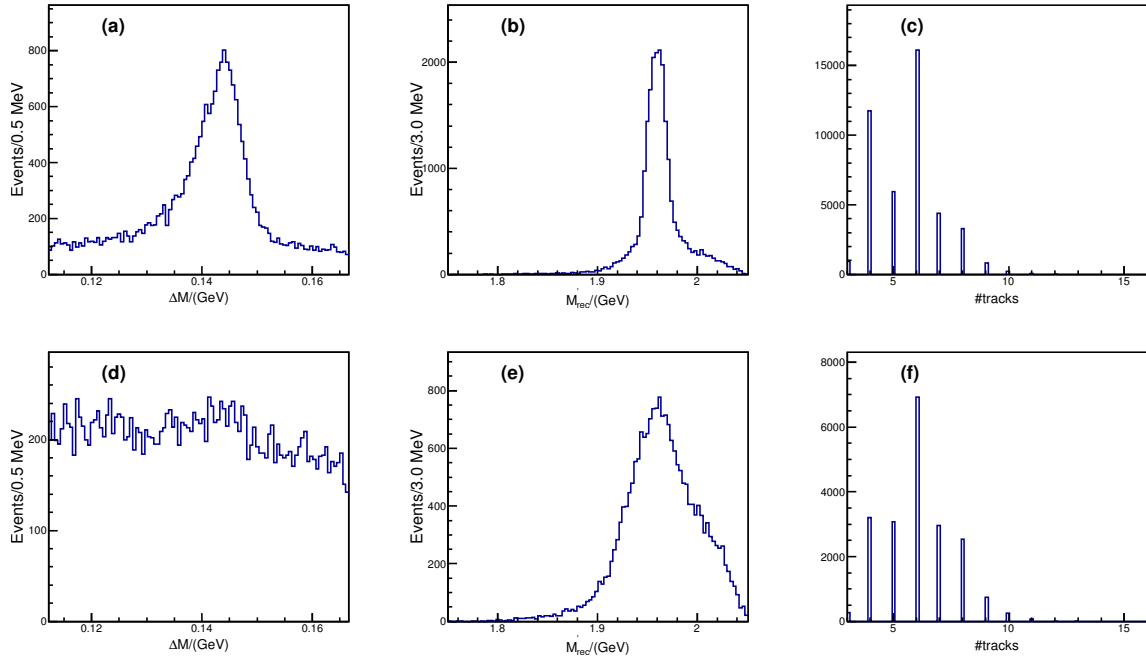 (a)
Events/0.5 MeV
800
600
400
200
0
0.12
0.14
0.16
ΔM/(GeV)
(b)
Events/3.0 MeV
2000
1000
0
1.8
1.9
2
M'rec/(GeV)
(c)
15000
10000
5000
0
5
10
15
#tracks
(d)
Events/0.5 MeV
200
100
0
0.12
0.14
0.16
ΔM/(GeV)
(e)
Events/3.0 MeV
800
600
400
200
0
1.8
1.9
2
M'rec/(GeV)
(f)
8000
6000
4000
2000
0
5
10
15
#tracks